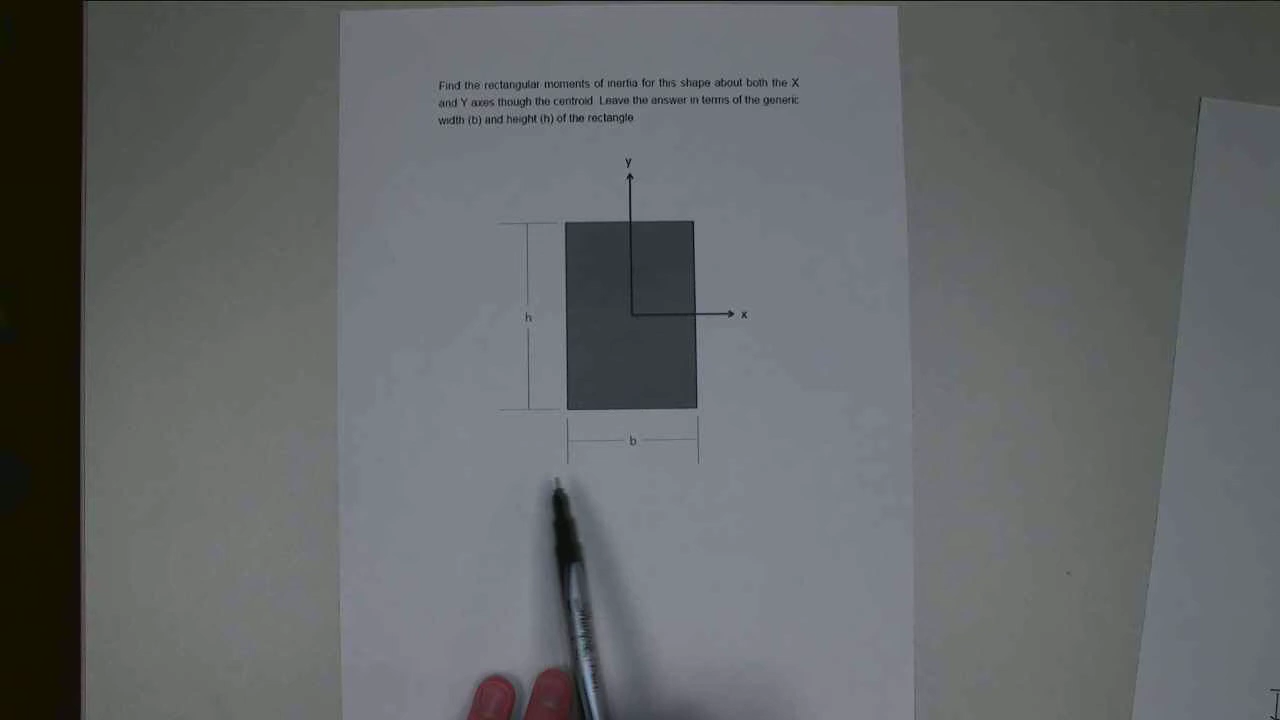 Find the rectangular moments of inertia for this shape about both the X
and Y axes though the centroid. Leave the answer in terms of the generic
width (b) and height (h) of the rectangle.
y
x
h
b